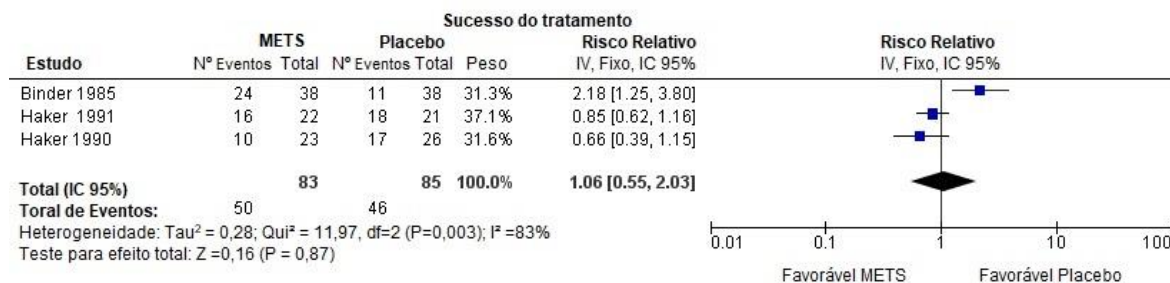 Sucesso do tratamento
METS Placebo Risco Relativo Risco Relativo
Estudo Nº Eventos Total Nº Eventos Total Peso IV, Fixo, IC 95% IV, Fixo, IC 95%
Binder 1985 24 38 11 38 31.3% 2.18 [1.25, 3.80]
Haker 1991 16 22 18 21 37.1% 0.85 [0.62, 1.16]
Haker 1990 10 23 17 26 31.6% 0.66 [0.39, 1.15]
Total (IC 95%) 83 85 100.0% 1.06 [0.55, 2.03]
Toral de Eventos: 50 46
Heterogeneidade: Tau² = 0,28; Qui² = 11,97, df=2 (P=0,003); I² =83%
Teste para efeito total: Z =0,16 (P = 0,87)
0.01 0.1 1 10 100
Favorável METS Favorável Placebo